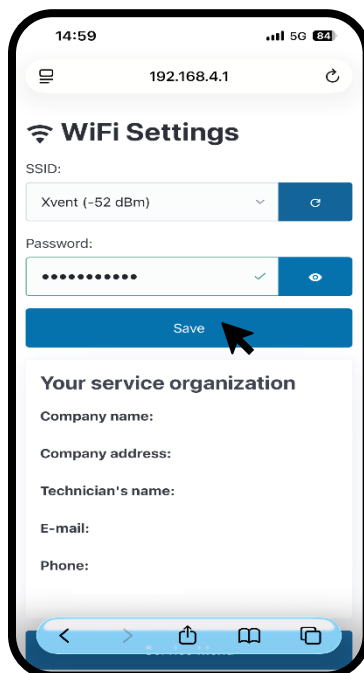 14:59
5G 84
192.168.4.1
WiFi Settings
SSID:
Xvent (-52 dBm)
Password:
•••••••••••
Save
Your service organization
Company name:
Company address:
Technician's name:
E-mail:
Phone: